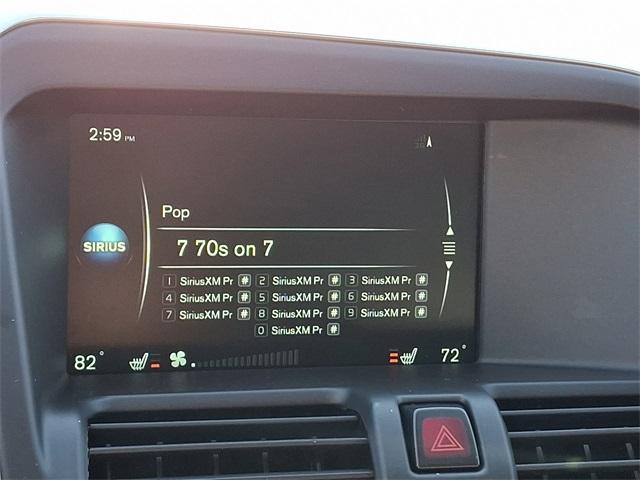 2:59 PM
Pop
SIRIUS
7 70s on 7
1 SiriusXM Pr # 2 SiriusXM Pr # 3 SiriusXM Pr #
4 SiriusXM Pr # 5 SiriusXM Pr # 6 SiriusXM Pr #
7 SiriusXM Pr # 8 SiriusXM Pr # 9 SiriusXM Pr #
0 SiriusXM Pr #
82° 72°